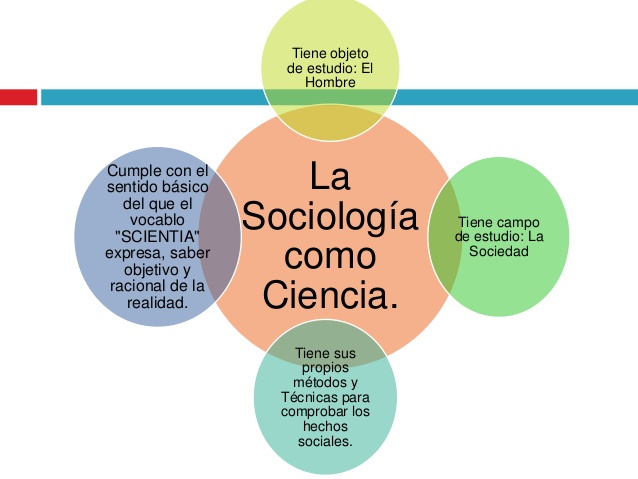 Tiene objeto
de estudio: El
Hombre
Cumple con el
sentido básico
del que el
vocablo
"SCIENTIA"
expresa, saber
objetivo y
racional de la
realidad.
La
Sociología
como
Ciencia.
Tiene campo
de estudio: La
Sociedad
Tiene sus
propios
métodos y
Técnicas para
comprobar los
hechos
sociales.